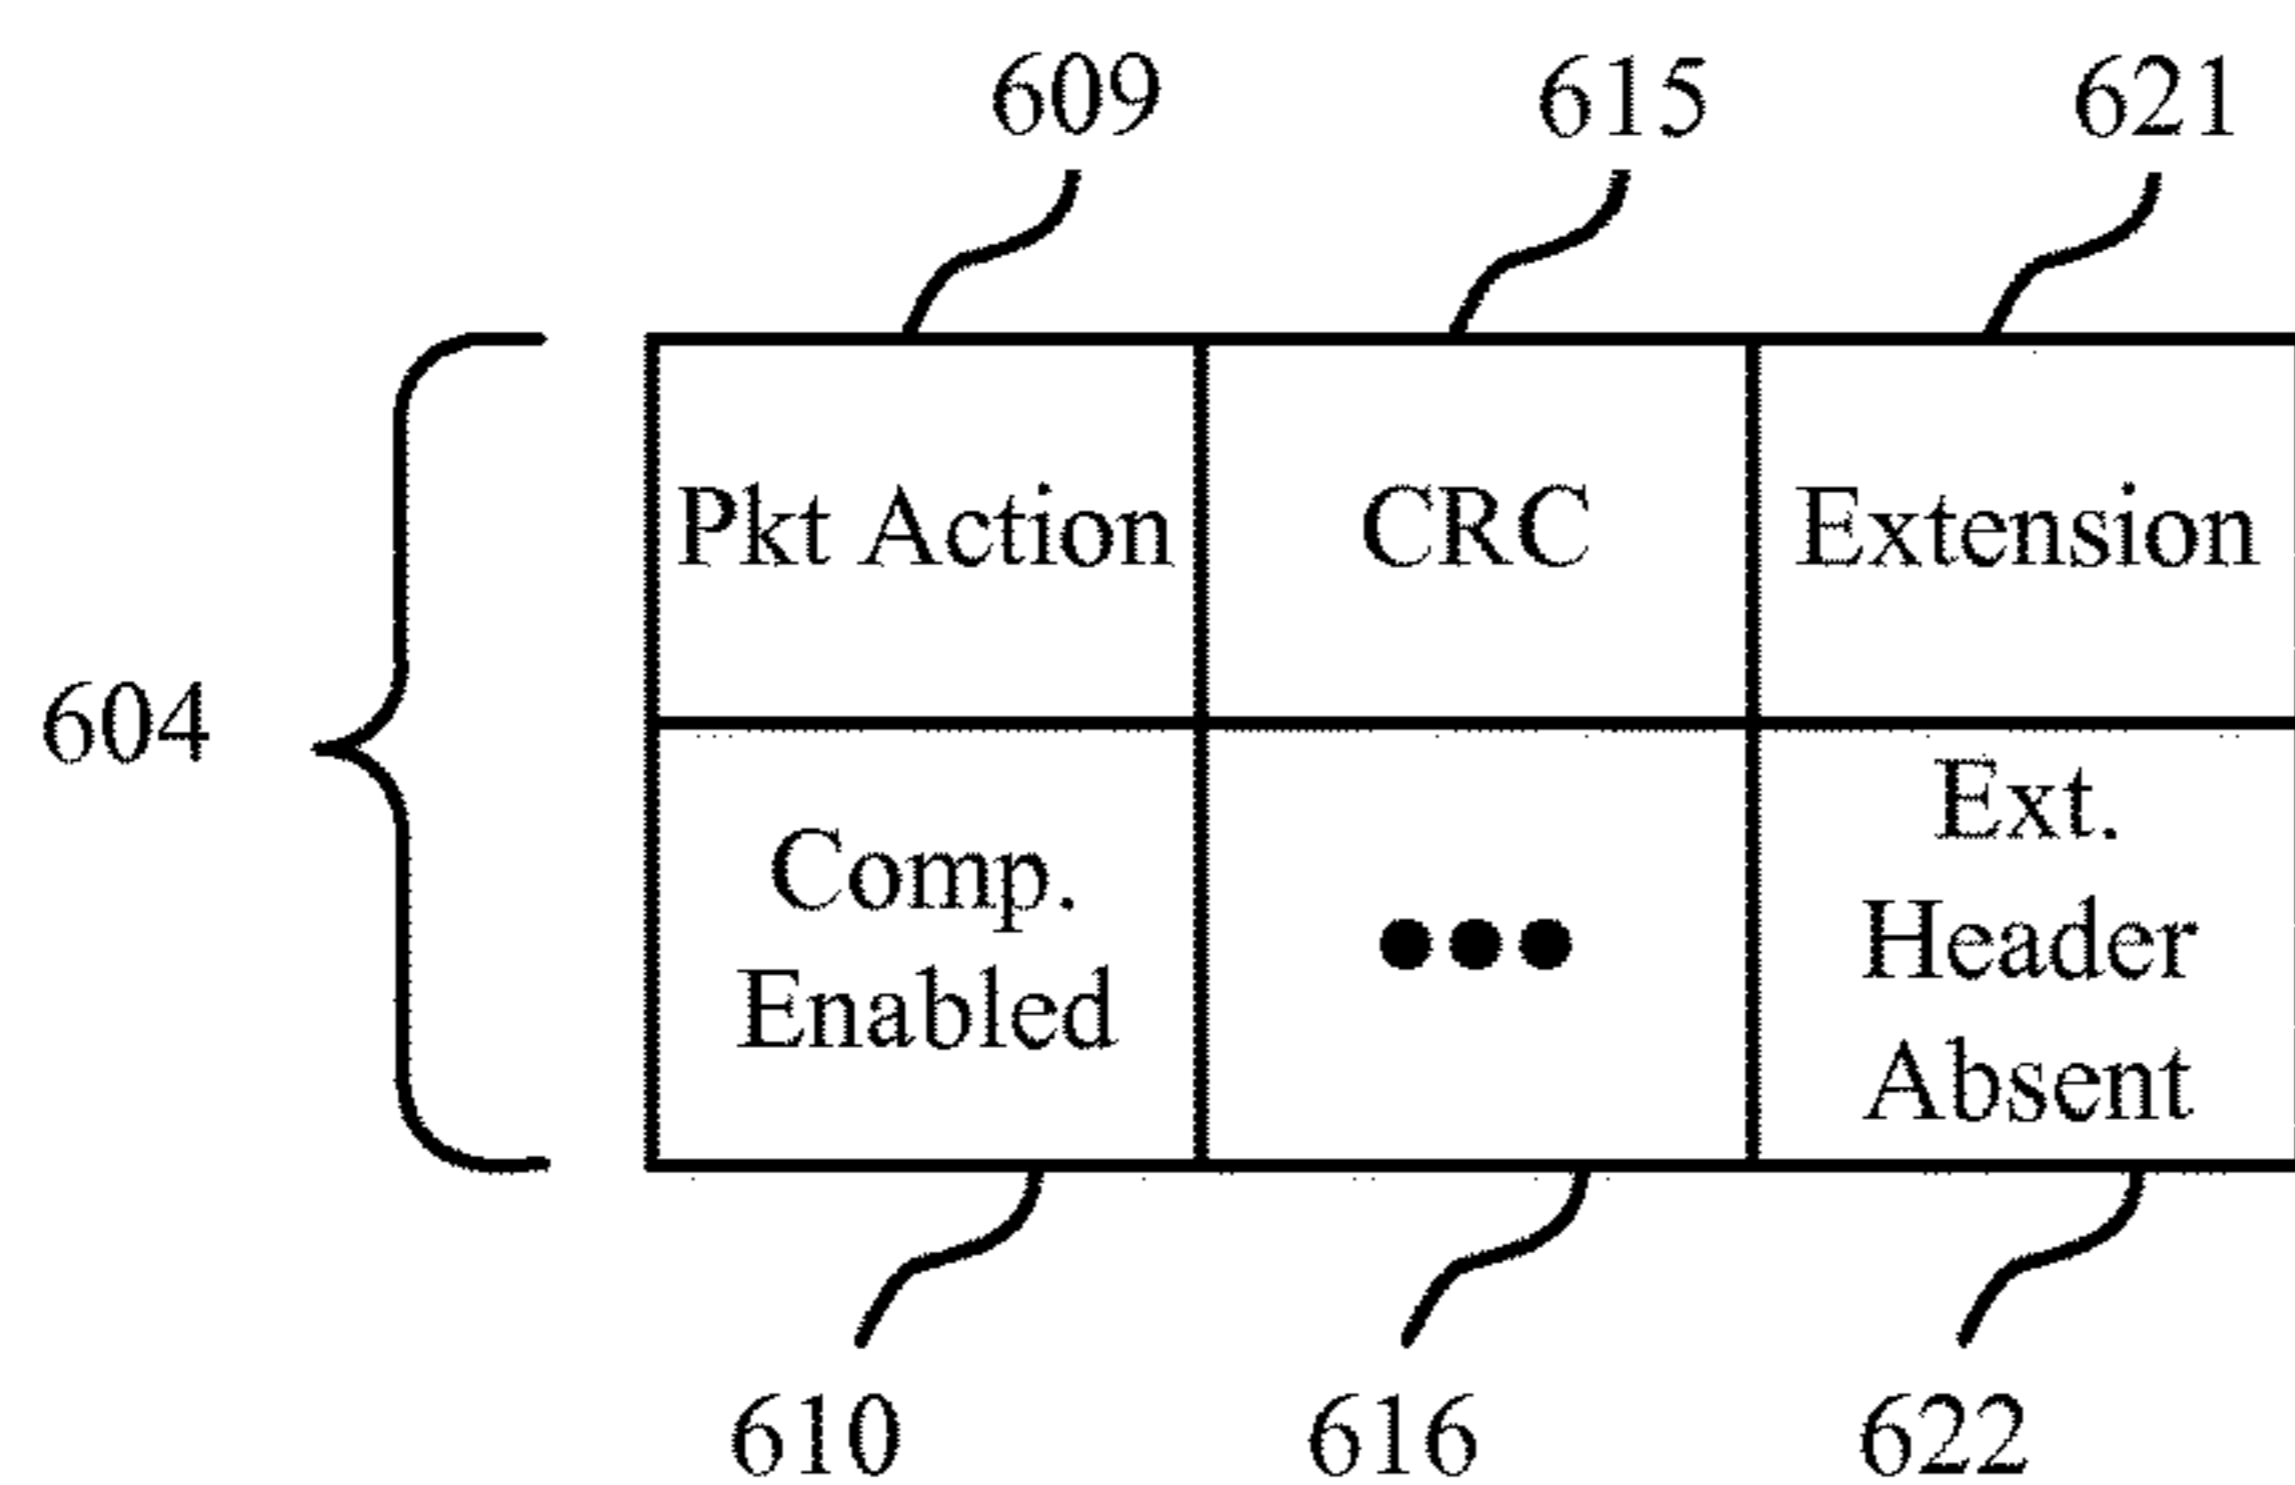 609 615 621
Pkt Action CRC Extension
604
Comp.
Enabled
•••
Ext.
Header
Absent
610 616 622